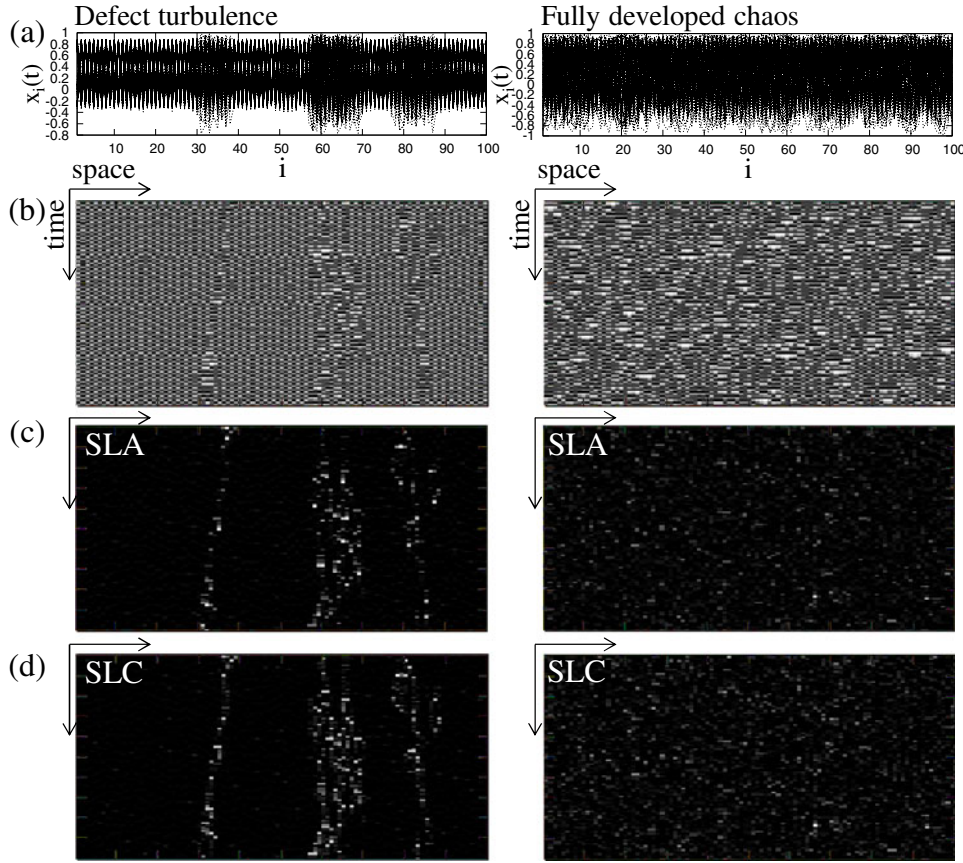 Defect turbulence
Fully developed chaos
(a)
x_i(t)
1
0.8
0.6
0.4
0.2
0
-0.2
-0.4
-0.6
-0.8
10 20 30 40 50 60 70 80 90 100
i
x_i(t)
1
0.8
0.6
0.4
0.2
0
-0.2
-0.4
-0.6
-0.8
-1
10 20 30 40 50 60 70 80 90 100
i
space
space
(b)
time
time
(c)
SLA
SLA
(d)
SLC
SLC